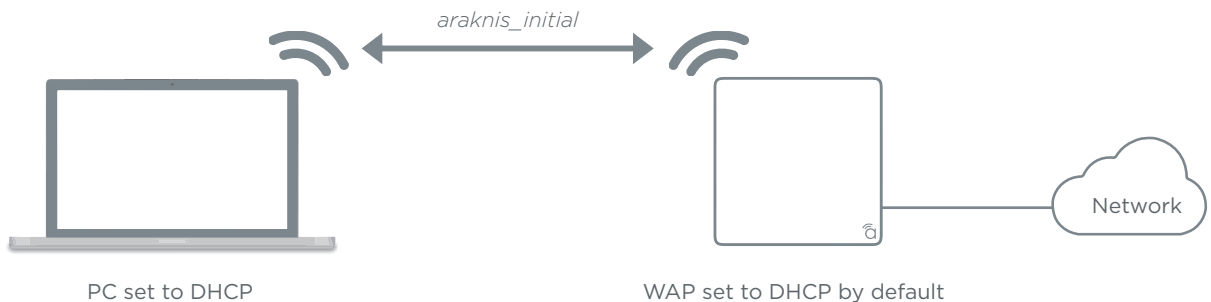 araknis_initial
Network
PC set to DHCP
WAP set to DHCP by default